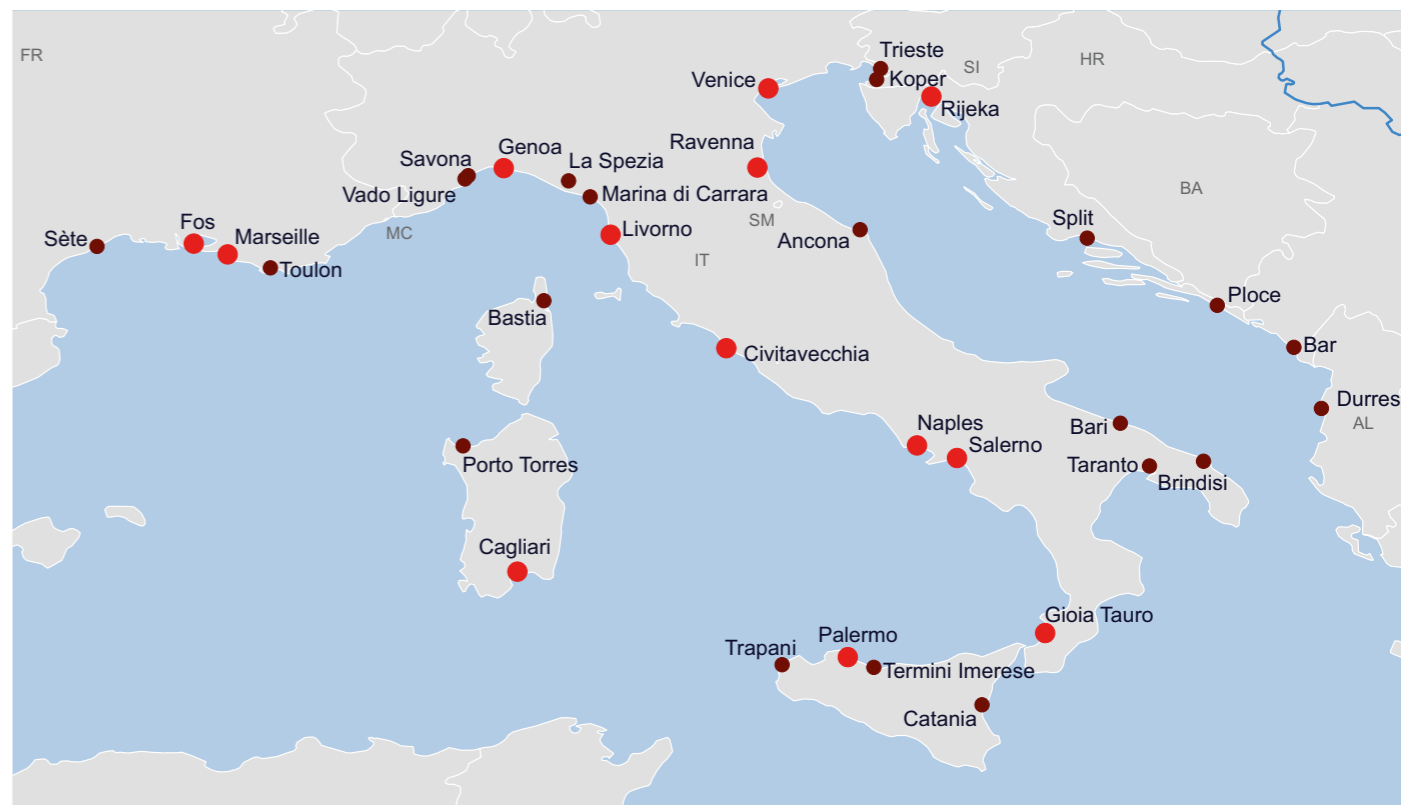 FR
Trieste
SI
HR
Koper
Venice
Rijeka
Ravenna
Genoa
Savona
La Spezia
Vado Ligure
Marina di Carrara
BA
Fos
SM
Split
Marseille
MC
Livorno
Sète
Ancona
IT
Toulon
Ploce
Bastia
Bar
Civitavecchia
Durres
Naples
Bari
AL
Salerno
Porto Torres
Taranto
Brindisi
Cagliari
Gioia Tauro
Palermo
Trapani
Termini Imerese
Catania